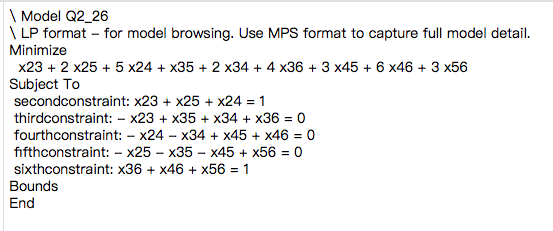 \ Model Q2_26
\ LP format – for model browsing. Use MPS format to capture full model detail.
Minimize
x23 + 2 x25 + 5 x24 + x35 + 2 x34 + 4 x36 + 3 x45 + 6 x46 + 3 x56
Subject To
secondconstraint: x23 + x25 + x24 = 1
thirdconstraint: – x23 + x35 + x34 + x36 = 0
fourthconstraint: – x24 – x34 + x45 + x46 = 0
fifthconstraint: – x25 – x35 – x45 + x56 = 0
sixthconstraint: x36 + x46 + x56 = 1
Bounds
End